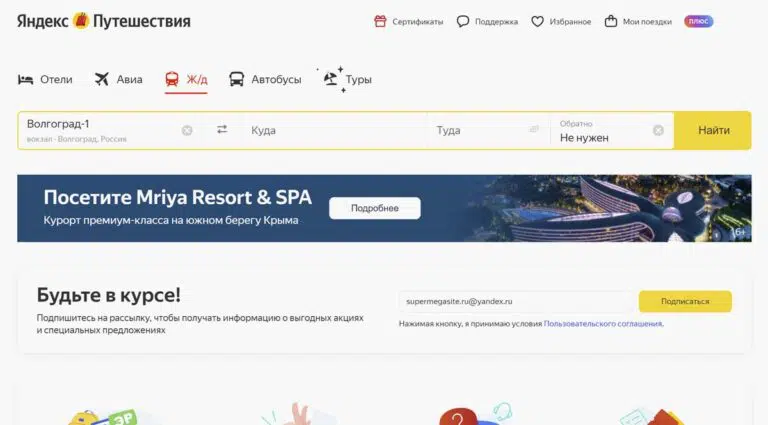 Яндекс Путешествия
Сертификаты Поддержка Избранное Мои поездки плюс
Отели Авиа Ж/д Автобусы Туры
Волгоград-1
вокзал - Волгоград, Россия
Куда
Туда
Обратно
Не нужен
Найти
Посетите Mriya Resort & SPA
Курорт премиум-класса на южном берегу Крыма
Подробнее
16+
Будьте в курсе!
Подпишитесь на рассылку, чтобы получать информацию о выгодных акциях
и специальных предложениях
supermegasite.ru@yandex.ru
Подписаться
Нажимая кнопку, я принимаю условия Пользовательского соглашения.
ЭР
?